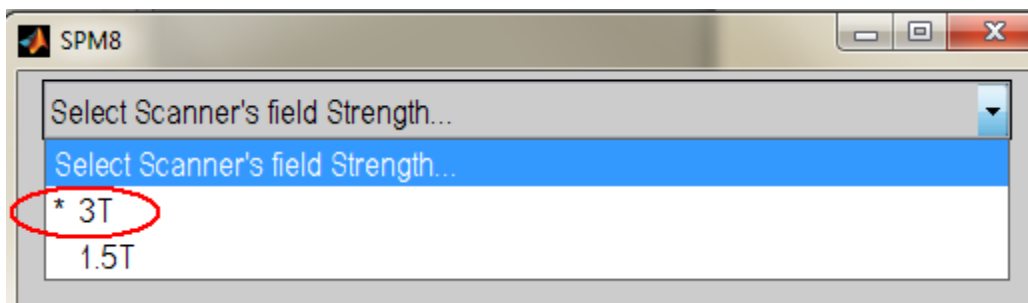 SPM8
Select Scanner's field Strength...
Select Scanner's field Strength...
* 3T
1.5T